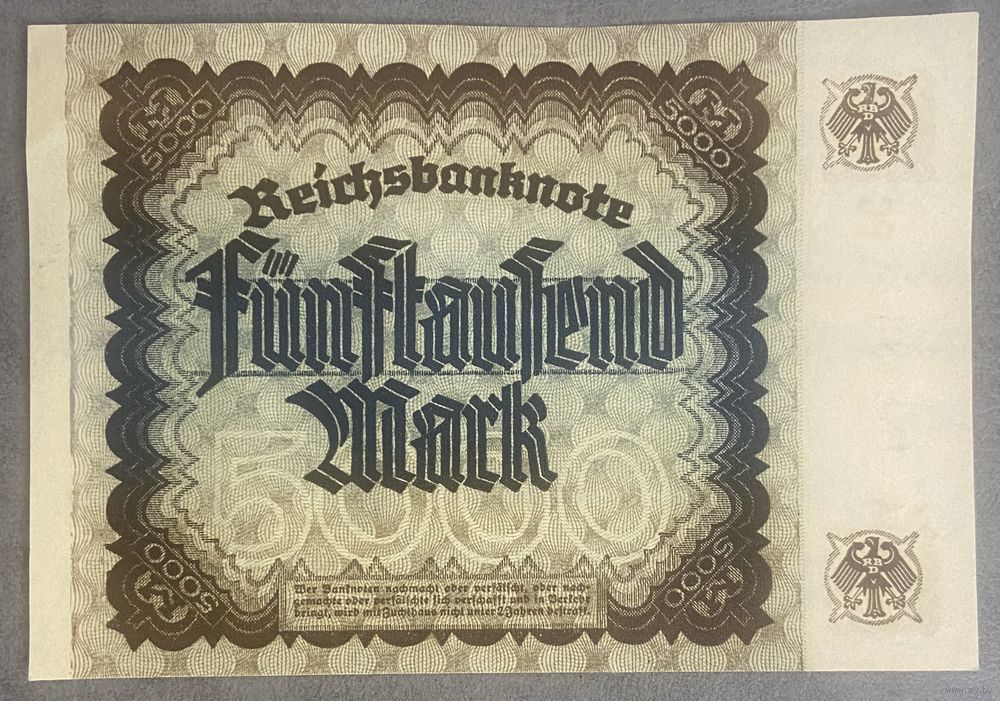 5000
5000
Reichsbanknote
Fünftausend
Mark
5000
5000
5000
Wer Banknoten nachmacht oder verfälscht, oder nach-
gemachte oder verfälschte sich verschafft und in Verkehr
bringt, wird mit Zuchthaus nicht unter 2 Jahren bestraft.